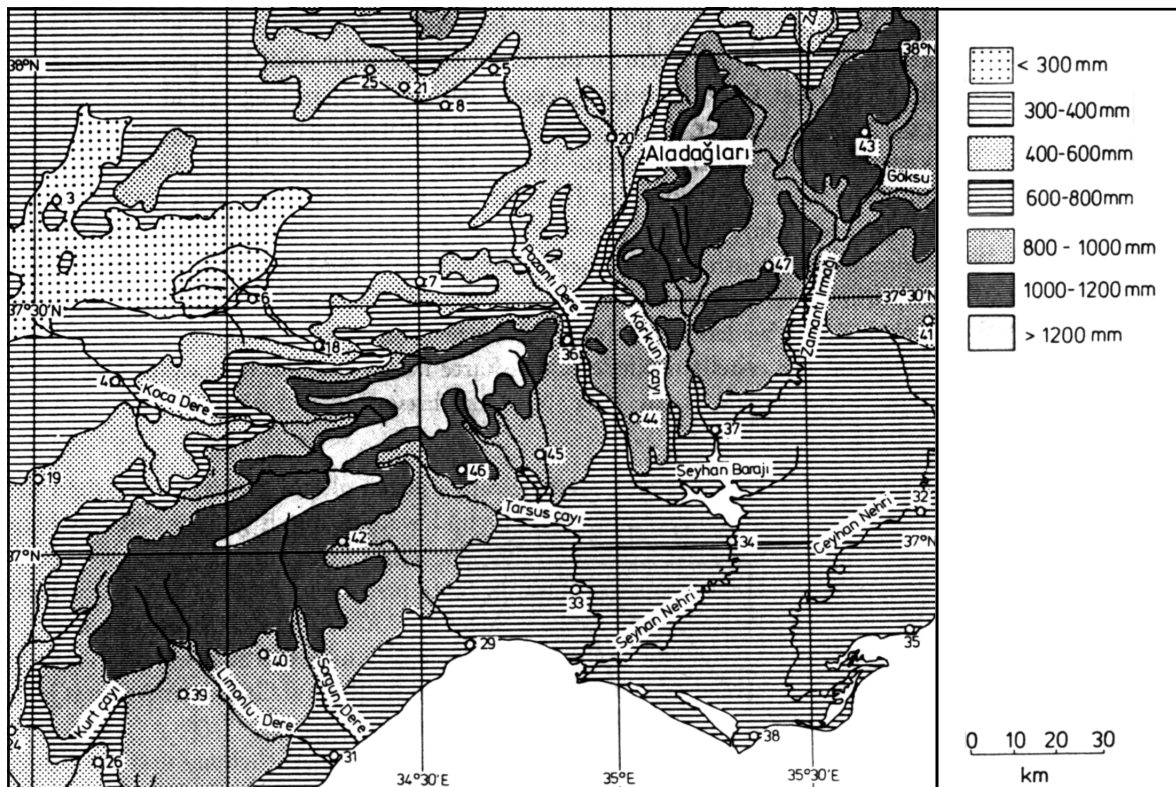 38°N
38°N
25
21
5
8
20
Aladağları
43
Göksu
3
Pozantı Dere
47
7
6
37°30'N
37°30'N
Zamantı Irmağı
41
18
36
Körkün çayı
4
Koca Dere
44
37
19
45
46
Seyhan Barajı
32
Tarsus çayı
Ceyhan Nehri
37°N
42
34
37°N
33
Seyhan Nehri
35
29
40
39
Limonlu Dere
Sorgun Dere
Kurt çayı
24
26
31
38
34°30'E
35°E
35°30'E
< 300 mm
300-400 mm
400-600mm
600-800mm
800 - 1000 mm
1000-1200 mm
> 1200 mm
0 10 20 30
km